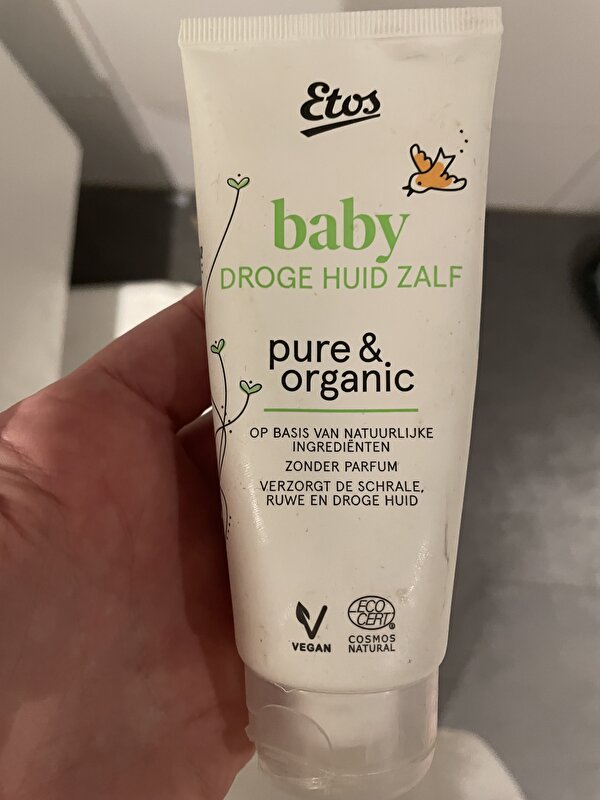 Etos
baby
DROGE HUID ZALF
pure &
organic
OP BASIS VAN NATUURLIJKE
INGREDIËNTEN
ZONDER PARFUM
VERZORGT DE SCHRALE,
RUWE EN DROGE HUID
VEGAN
ECO
CERT®
COSMOS
NATURAL